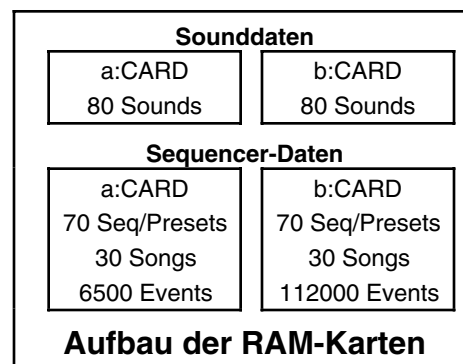 Sounddaten
a:CARD
80 Sounds
b:CARD
80 Sounds
Sequencer-Daten
a:CARD
70 Seq/Presets
30 Songs
6500 Events
b:CARD
70 Seq/Presets
30 Songs
112000 Events
Aufbau der RAM-Karten